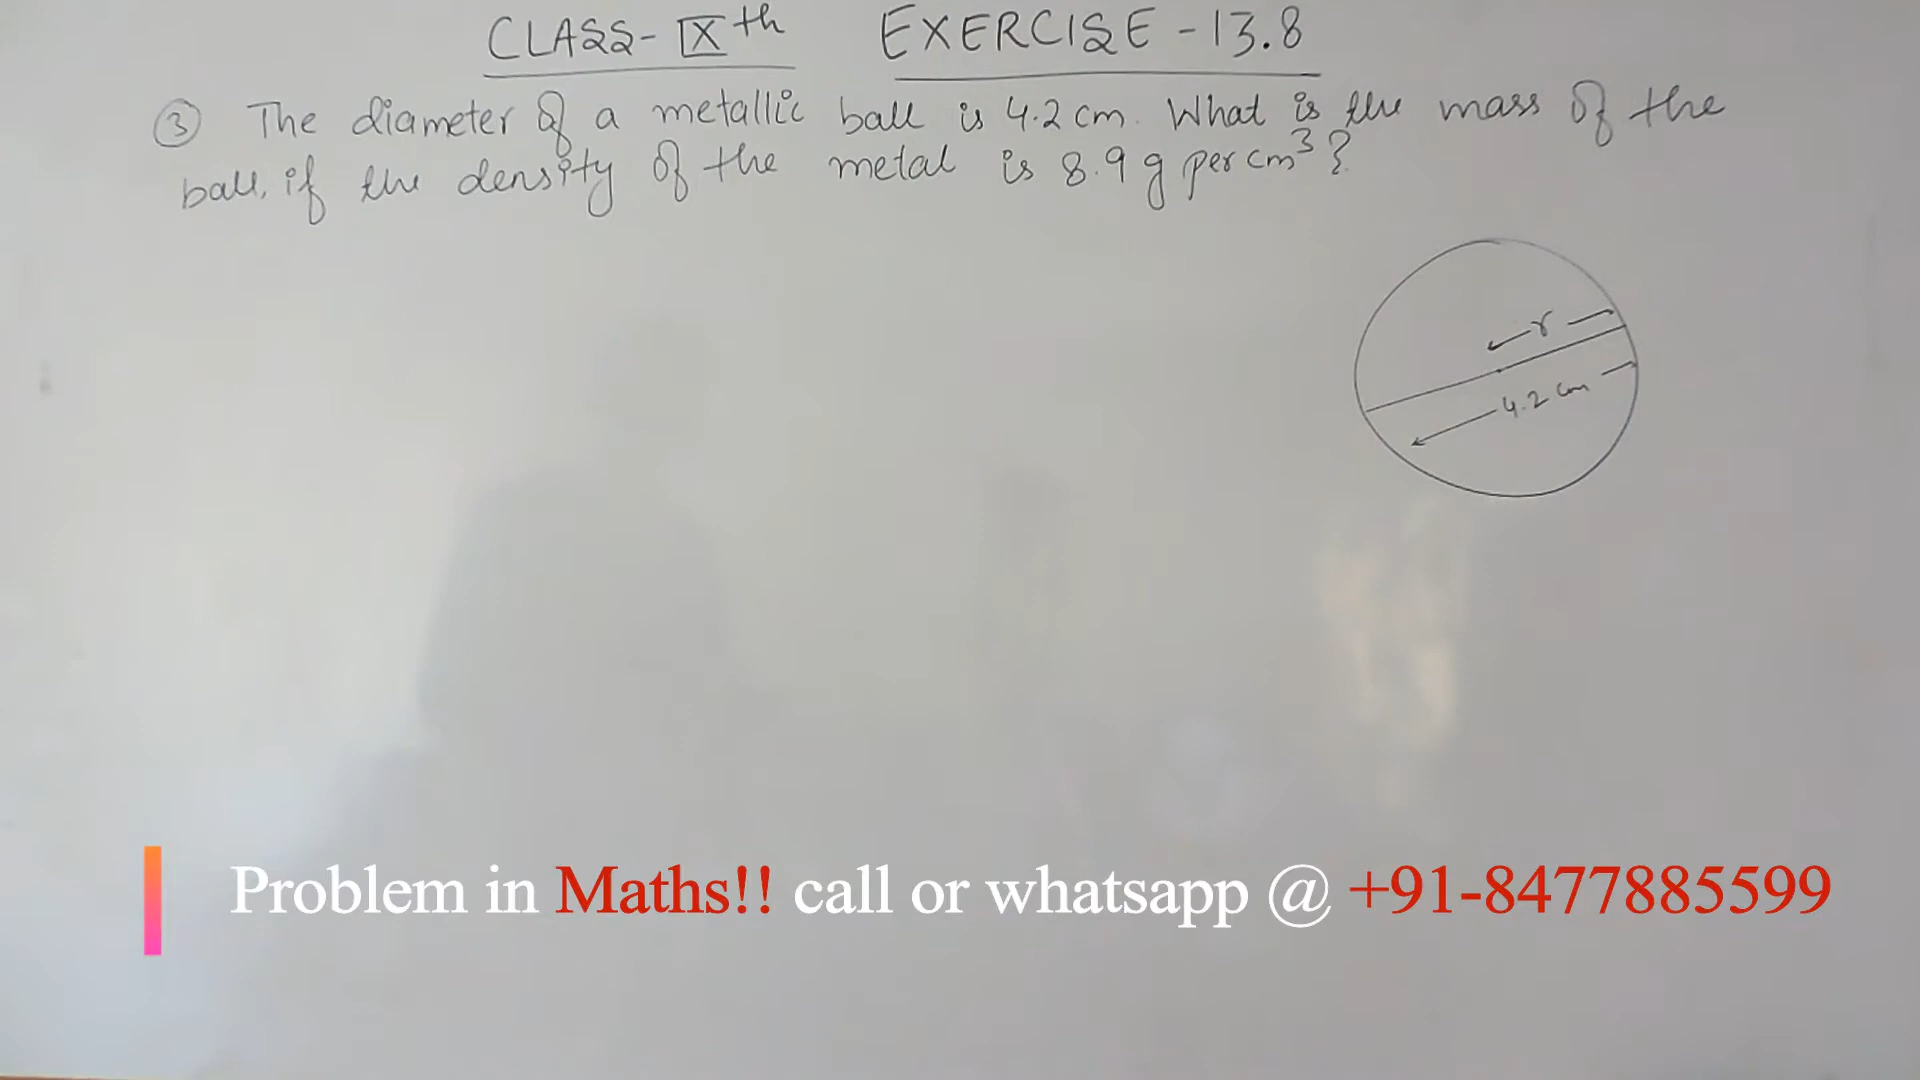 CLASS-IXth EXERCISE-13.8
③ The diameter of a metallic ball is 4.2 cm. What is the mass of the
ball, if the density of the metal is 8.9 g per cm³?
r
4.2 cm
Problem in Maths!! call or whatsapp @ +91-8477885599